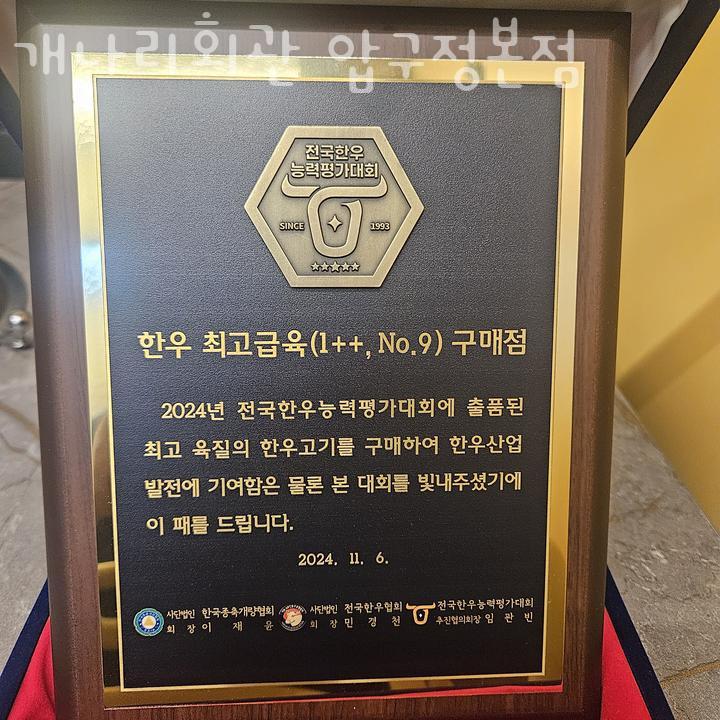 개나리회관 압구정본점
전국한우
능력평가대회
SINCE 1993
한우 최고급육(1++, No.9) 구매점
2024년 전국한우능력평가대회에 출품된
최고 육질의 한우고기를 구매하여 한우산업
발전에 기여함은 물론 본 대회를 빛내주셨기에
이 패를 드립니다.
2024. 11. 6.
사단법인 한국종축개량협회
회장 이재윤
사단법인 전국한우협회
회장 민경천
전국한우능력평가대회
추진협의회장 임관빈